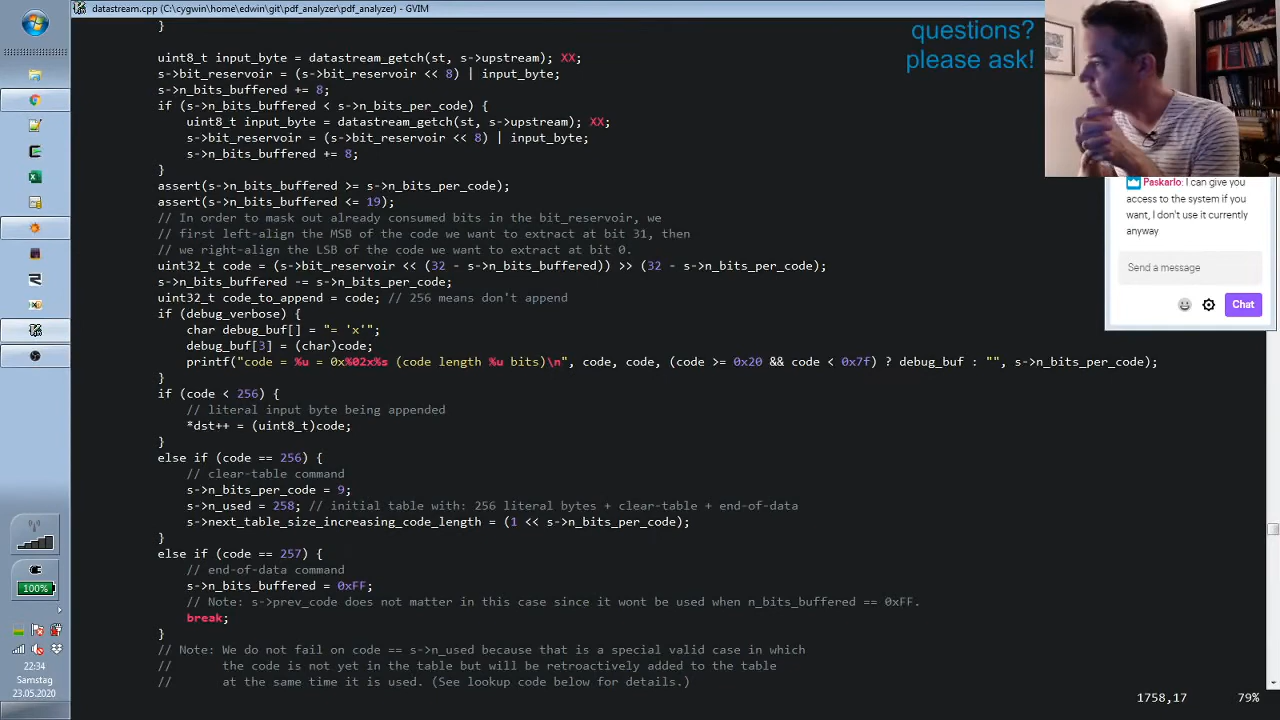 datastream.cpp (C:\cygwin\home\edwin\git\pdf_analyzer\pdf_analyzer) - GVIM
}
uint8_t input_byte = datastream_getch(st, s->upstream); XX;
s->bit_reservoir = (s->bit_reservoir << 8) | input_byte;
s->n_bits_buffered += 8;
if (s->n_bits_buffered < s->n_bits_per_code) {
uint8_t input_byte = datastream_getch(st, s->upstream); XX;
s->bit_reservoir = (s->bit_reservoir << 8) | input_byte;
s->n_bits_buffered += 8;
}
assert(s->n_bits_buffered >= s->n_bits_per_code);
assert(s->n_bits_buffered <= 19);
// In order to mask out already consumed bits in the bit_reservoir, we
// first left-align the MSB of the code we want to extract at bit 31, then
// we right-align the LSB of the code we want to extract at bit 0.
uint32_t code = (s->bit_reservoir << (32 - s->n_bits_buffered)) >> (32 - s->n_bits_per_code);
s->n_bits_buffered -= s->n_bits_per_code;
uint32_t code_to_append = code; // 256 means don't append
if (debug_verbose) {
char debug_buf[] = "= 'x'";
debug_buf[3] = (char)code;
printf("code = %u = 0x%02x%s (code length %u bits)\n", code, code, (code >= 0x20 && code < 0x7f) ? debug_buf : "", s->n_bits_per_code);
}
if (code < 256) {
// literal input byte being appended
*dst++ = (uint8_t)code;
}
else if (code == 256) {
// clear-table command
s->n_bits_per_code = 9;
s->n_used = 258; // initial table with: 256 literal bytes + clear-table + end-of-data
s->next_table_size_increasing_code_length = (1 << s->n_bits_per_code);
}
else if (code == 257) {
// end-of-data command
s->n_bits_buffered = 0xFF;
// Note: s->prev_code does not matter in this case since it wont be used when n_bits_buffered == 0xFF.
break;
}
// Note: We do not fail on code == s->n_used because that is a special valid case in which
// the code is not yet in the table but will be retroactively added to the table
// at the same time it is used. (See lookup code below for details.)
1758,17 79%
questions?
please ask!
Paskarlo: I can give you
access to the system if you
want, I don't use it currently
anyway
Send a message
Chat
100%
22:34
Samstag
23.05.2020